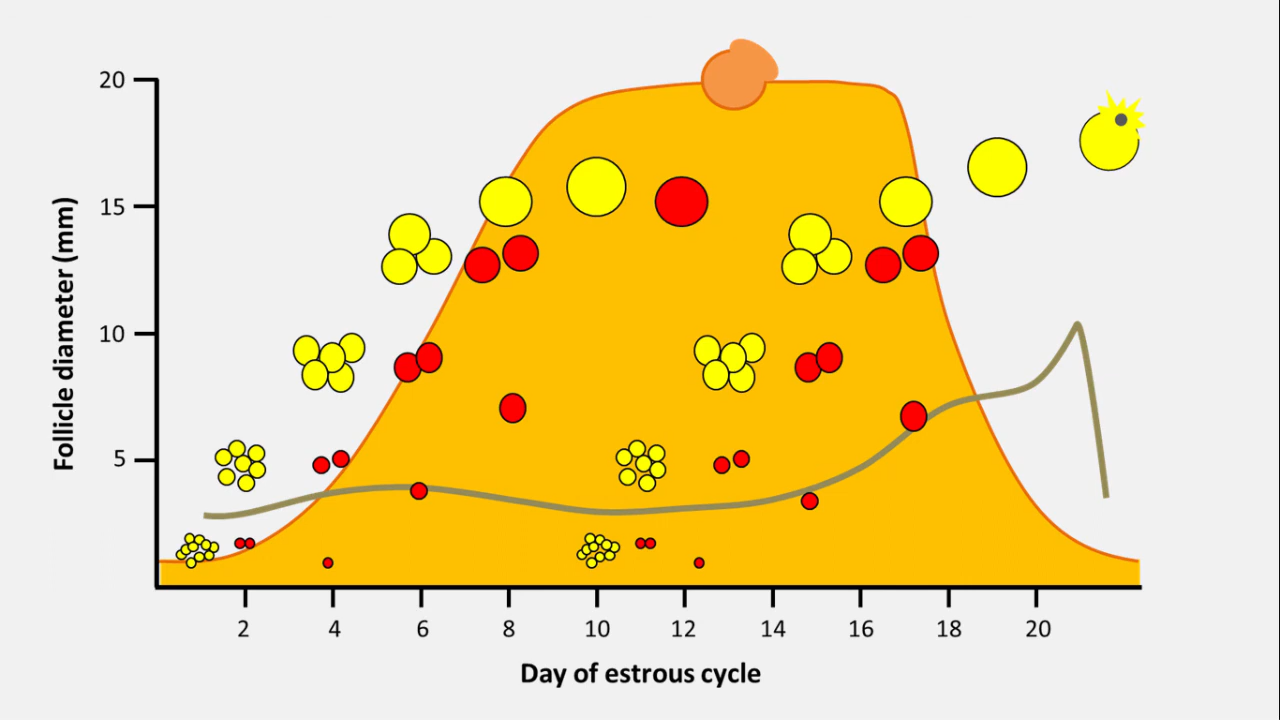 Follicle diameter (mm)
20
15
10
5
2 4 6 8 10 12 14 16 18 20
Day of estrous cycle